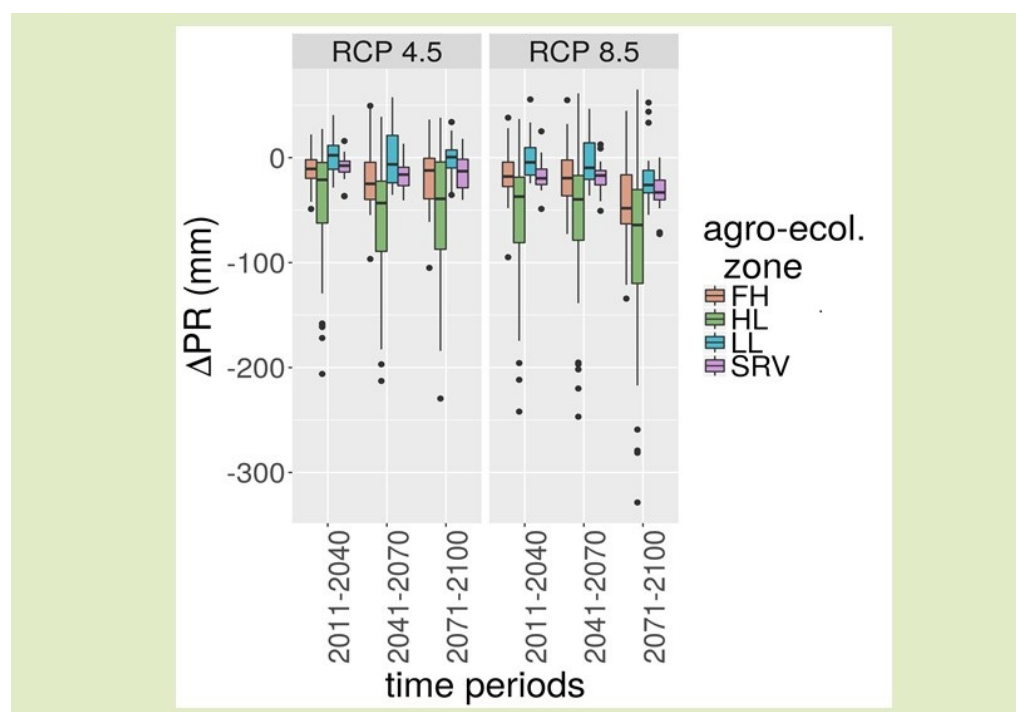 RCP 4.5
RCP 8.5
ΔPR (mm)
0
-100
-200
-300
2011-2040
2041-2070
2071-2100
2011-2040
2041-2070
2071-2100
time periods
agro-ecol.
zone
FH
HL
LL
SRV